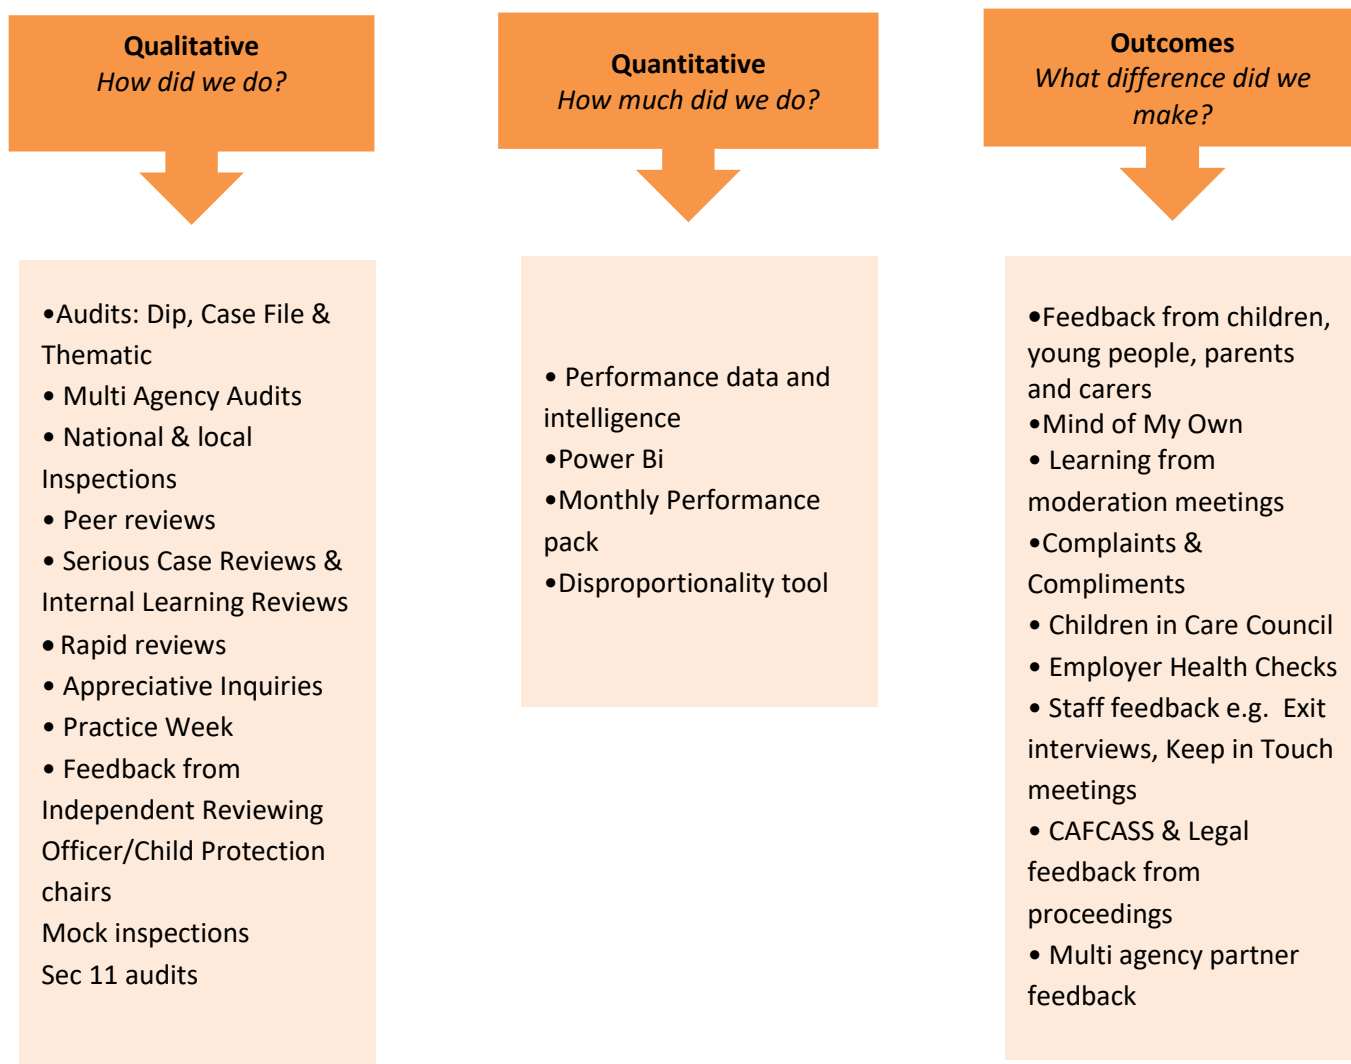 Qualitative
How did we do?
Quantitative
How much did we do?
Outcomes
What difference did we
make?
•Audits: Dip, Case File &
Thematic
• Multi Agency Audits
• National & local
Inspections
• Peer reviews
• Serious Case Reviews &
Internal Learning Reviews
• Rapid reviews
• Appreciative Inquiries
• Practice Week
• Feedback from
Independent Reviewing
Officer/Child Protection
chairs
Mock inspections
Sec 11 audits
• Performance data and
intelligence
•Power Bi
•Monthly Performance
pack
•Disproportionality tool
•Feedback from children,
young people, parents
and carers
•Mind of My Own
• Learning from
moderation meetings
•Complaints &
Compliments
• Children in Care Council
• Employer Health Checks
• Staff feedback e.g. Exit
interviews, Keep in Touch
meetings
• CAFCASS & Legal
feedback from
proceedings
• Multi agency partner
feedback